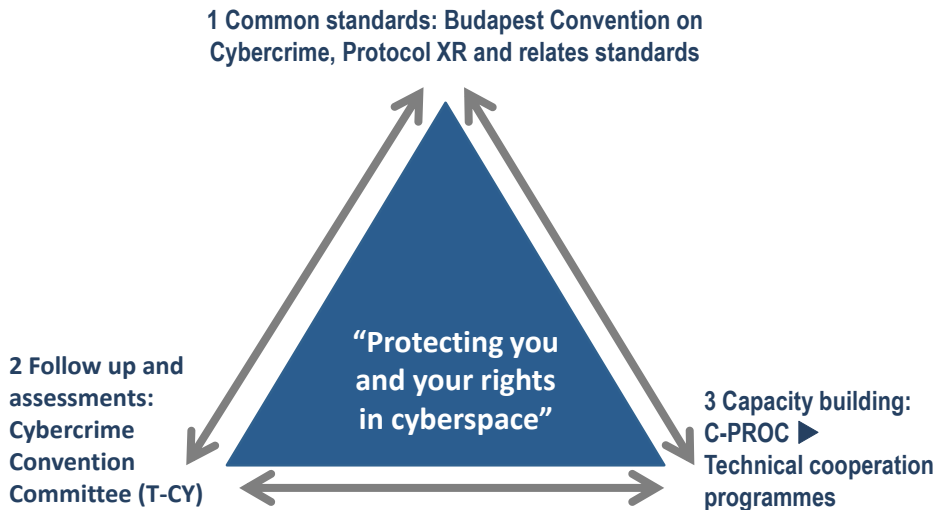 1 Common standards: Budapest Convention on
Cybercrime, Protocol XR and relates standards
“Protecting you
and your rights
in cyberspace”
2 Follow up and
assessments:
Cybercrime
Convention
Committee (T-CY)
3 Capacity building:
C-PROC ▶
Technical cooperation
programmes